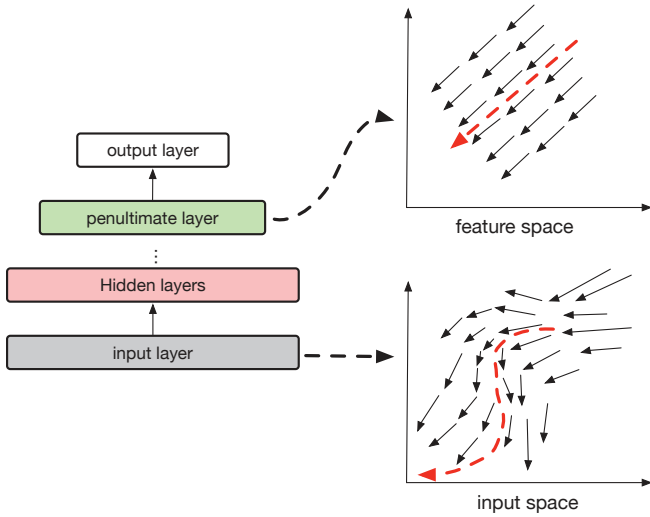 output layer
penultimate layer
⋮
Hidden layers
input layer
feature space
input space